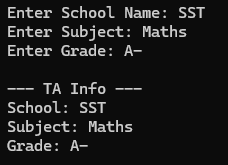 Enter School Name: SST
Enter Subject: Maths
Enter Grade: A-

--- TA Info ---
School: SST
Subject: Maths
Grade: A-